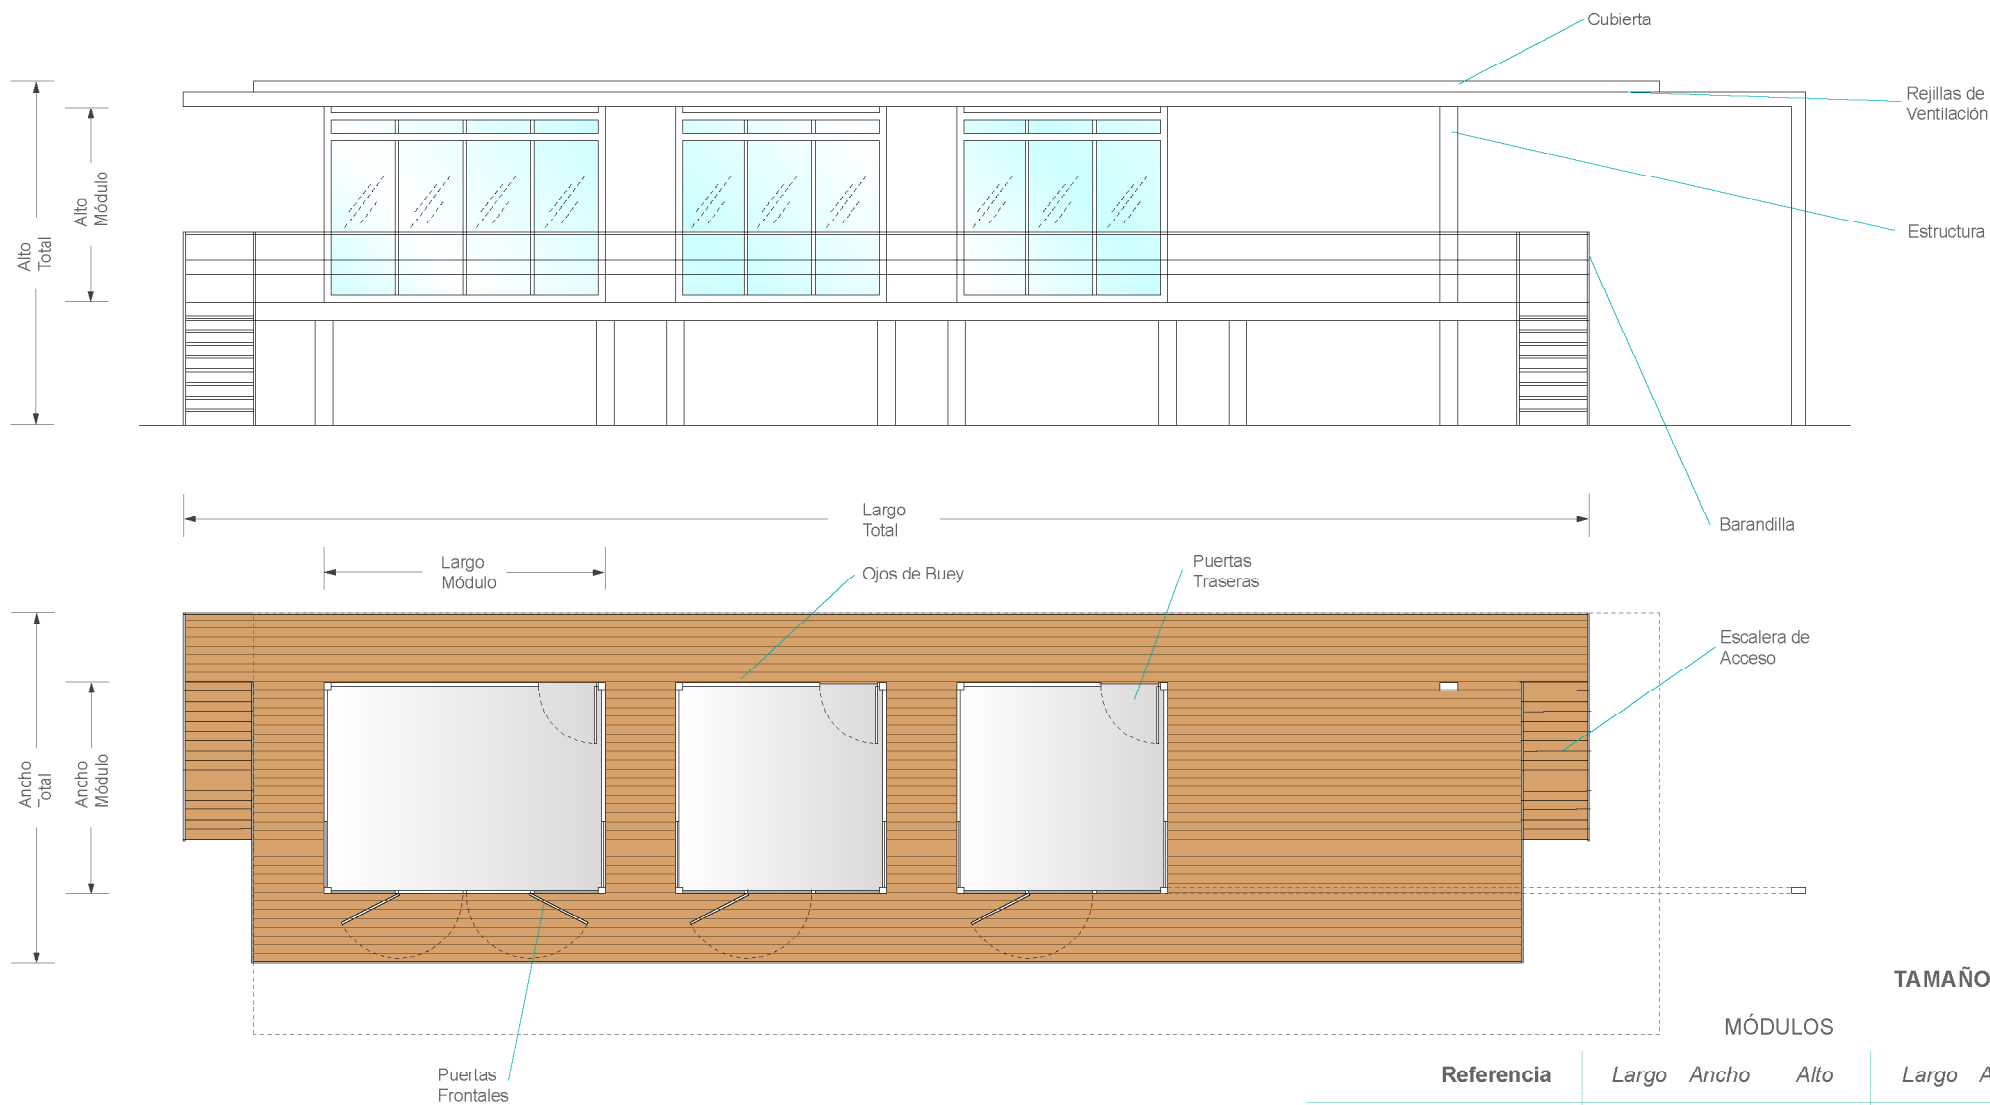 Cubierta
Rejillas de
Ventilación
Alto
Módulo
Alto
Total
Estructura
Largo
Total
Barandilla
Largo
Módulo
Ojos de Buey
Puertas
Traseras
Escalera de
Acceso
Ancho
Total
Ancho
Módulo
TAMAÑO
MÓDULOS
Puertas
Frontales
Referencia Largo Ancho Alto Largo A